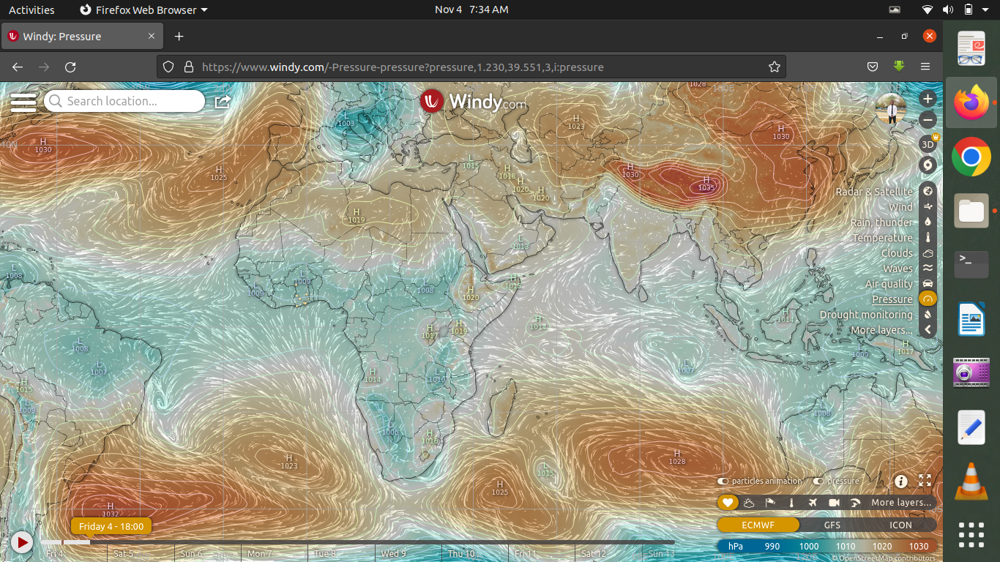 Activities
Firefox Web Browser
Nov 4 7:34 AM
Windy: Pressure
https://www.windy.com/-Pressure-pressure?pressure,1.230,39.551,3,i:pressure
Search location...
Windy.com
H 1030
H 1025
L 1003
H 1019
L 1015
H 1018
H 1020
H 1020
H 1023
1028
H 1030
H 1030
H 1035
L 1013
3D
Radar & Satellite
Wind
Rain, thunder
Temperature
Clouds
Waves
Air quality
Pressure
Drought monitoring
More layers...
L 1008
L 1009
L 1009
L 1008
H 1020
H 1015
H 1014
H 1014
H 1017
H 1019
L 1008
L 1007
H 1014
L 1010
L 1007
L 1009
H 1017
H 1015
L 1009
L 1006
H 1016
L 1008
H 1023
H 1025
L 1015
H 1028
H 1032
particles animation
pressure
More layers...
Friday 4 - 18:00
ECMWF GFS ICON
Fri 4 Sat 5 Sun 6 Mon 7 Tue 8 Wed 9 Thu 10 Fri 11 Sat 12 Sun 13
hPa 990 1000 1010 1020 1030
© OpenStreetMap contributors